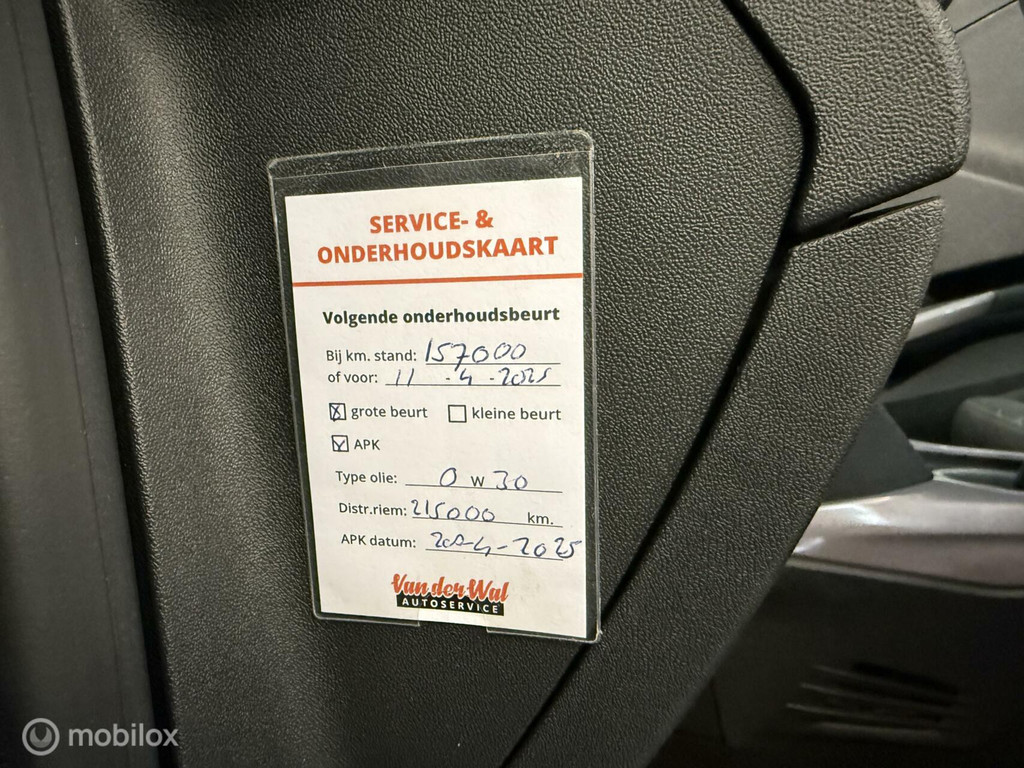 SERVICE- &
ONDERHOUDSKAART
Volgende onderhoudsbeurt
Bij km. stand: 157000
of voor: 11 - 4 - 2025
grote beurt kleine beurt
APK
Type olie: 0 w 30
Distr.riem: 215000 km.
APK datum: -4-2025
Van der Wal
AUTOSERVICE
mobilox